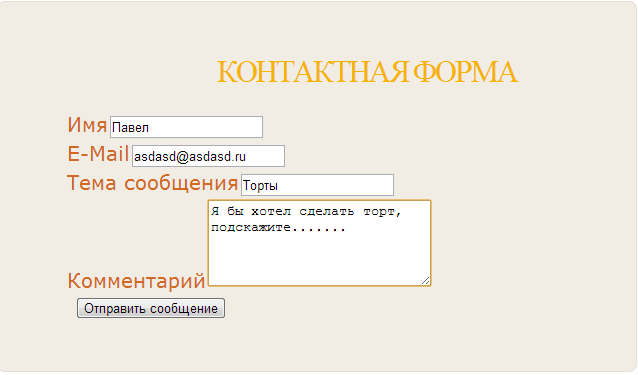 КОНТАКТНАЯ ФОРМА
Имя Павел
E-Mail asdasd@asdasd.ru
Тема сообщения Торты
Я бы хотел сделать торт,
подскажите.......
Комментарий
Отправить сообщение